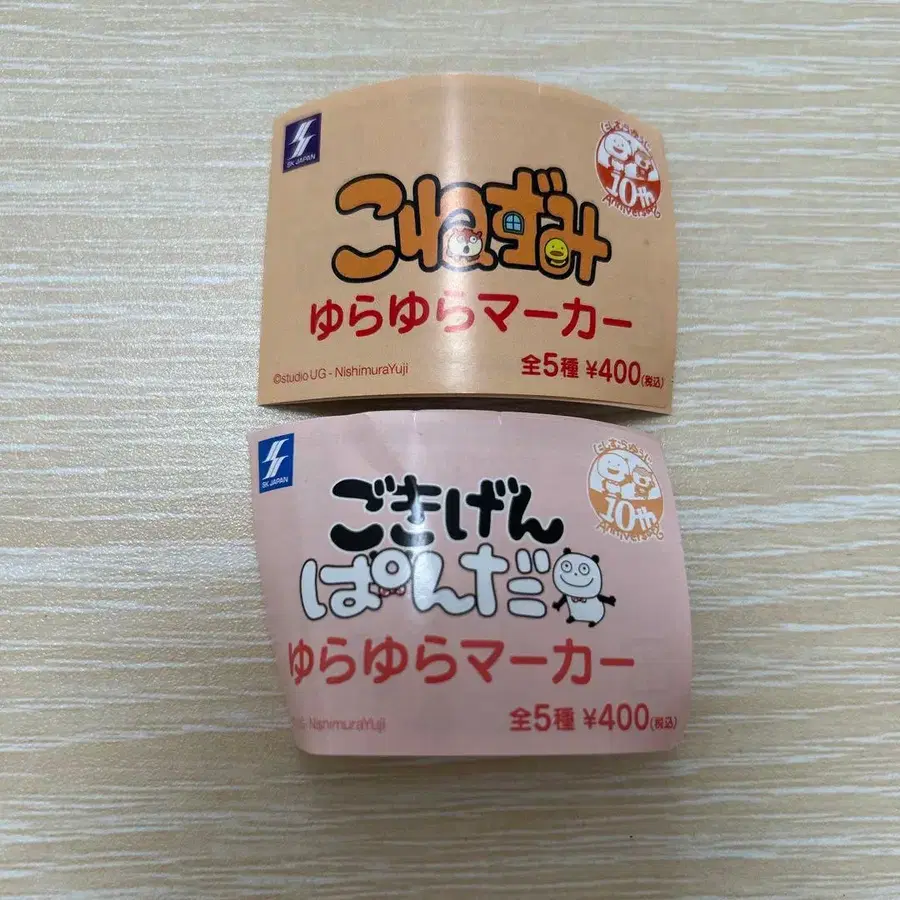 SK JAPAN
にしむらゆうじ
10th
Anniversary
こねずみ
ゆらゆらマーカー
全5種 ¥400(税込)
©studio UG - NishimuraYuji
SK JAPAN
にしむらゆうじ
10th
Anniversary
ごきげん
ぱんだ
ゆらゆらマーカー
全5種 ¥400(税込)
NishimuraYuji